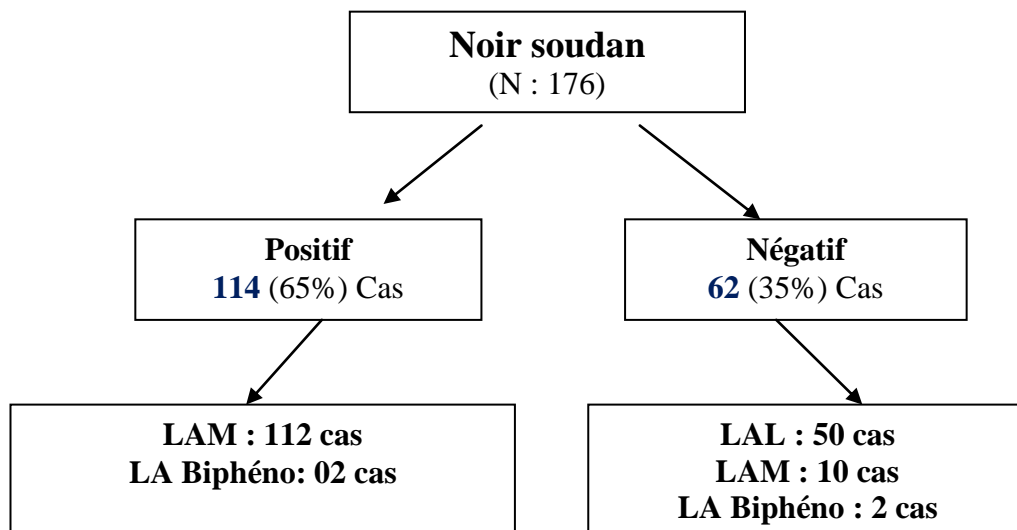 Noir soudan
(N : 176)
Positif
114 (65%) Cas
Négatif
62 (35%) Cas
LAM : 112 cas
LA Biphéno: 02 cas
LAL : 50 cas
LAM : 10 cas
LA Biphéno : 2 cas